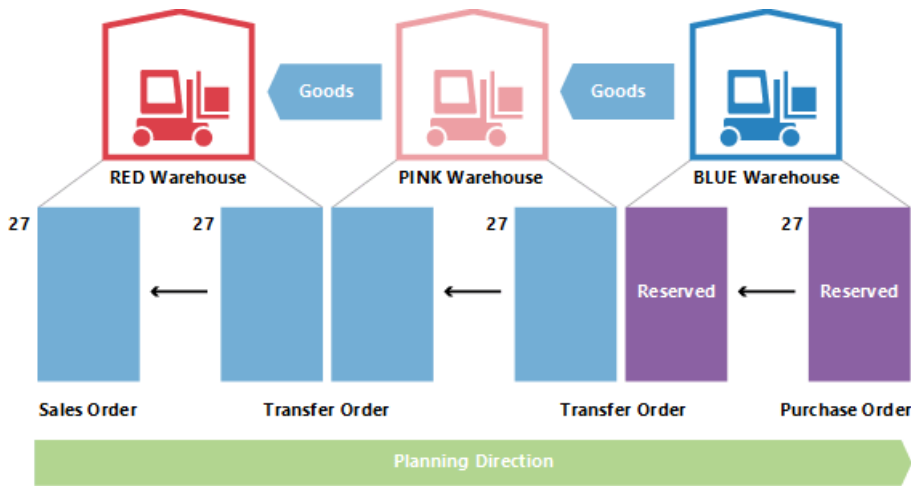 Goods
Goods
RED Warehouse
PINK Warehouse
BLUE Warehouse
27
27
27
27
Reserved
Reserved
Sales Order
Transfer Order
Transfer Order
Purchase Order
Planning Direction